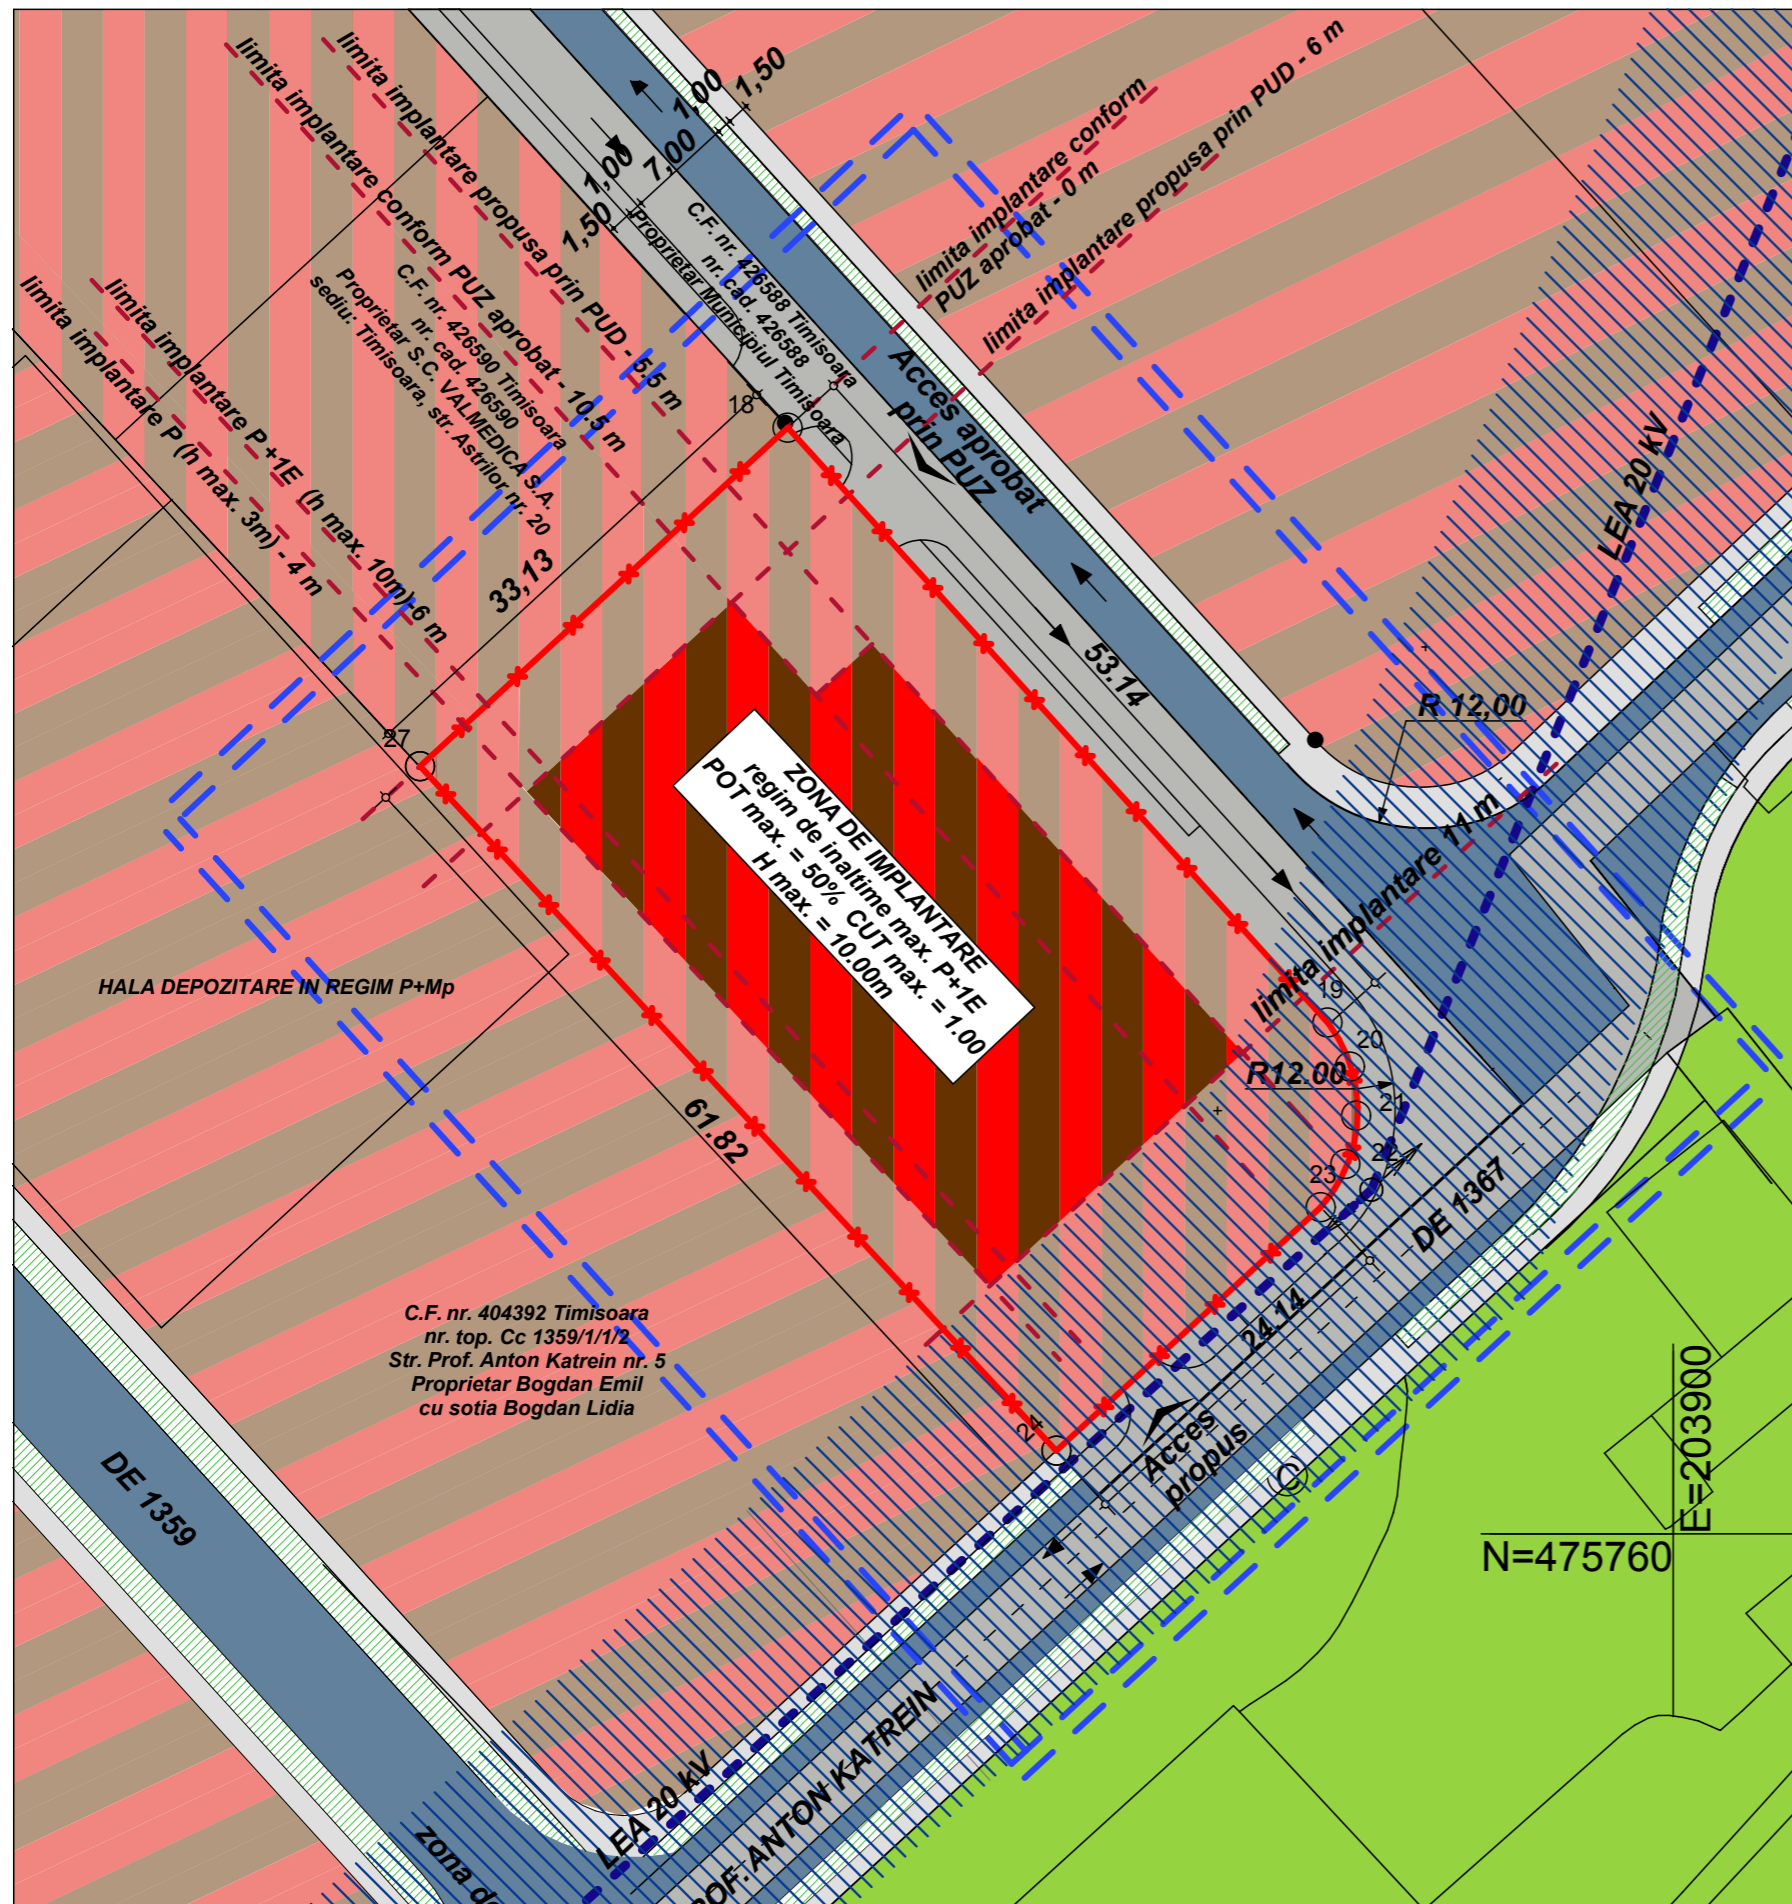 limita implantare propusa prin PUD - 5.5 m
limita implantare conform PUZ aprobat - 10.5 m
limita implantare P+1E (h max. 10m)-6 m
limita implantare P (h max. 3m) - 4 m
C.F. nr. 426590 Timisoara
nr. cad. 426590
Proprietar S.C. VALMEDICA S.A.
sediu: Timisoara, str. Astrilor nr. 20
1,50
1,00
7,00
1,00
1,50
C.F. nr. 426588 Timisoara
nr. cad. 426588
Proprietar Municipiul Timisoara
limita implantare conform
PUZ aprobat - 0 m
limita implantare propusa prin PUD - 6 m
Acces aprobat
prin PUZ
LEA 20 kV
18
33,13
27
53.14
R 12,00
ZONA DE IMPLANTARE
regim de inaltime max. P+1E
POT max. = 50% CUT max. = 1.00
H max. = 10.00m
limita implantare 11 m
19
20
R12.00
21
22
23
HALA DEPOZITARE IN REGIM P+Mp
61.82
DE 1367
24.14
24
Acces
propus
C
C.F. nr. 404392 Timisoara
nr. top. Cc 1359/1/1/2
Str. Prof. Anton Katrein nr. 5
Proprietar Bogdan Emil
cu sotia Bogdan Lidia
DE 1359
E=203900
N=475760
LEA 20 kV
ROF. ANTON KATREIN
zona de